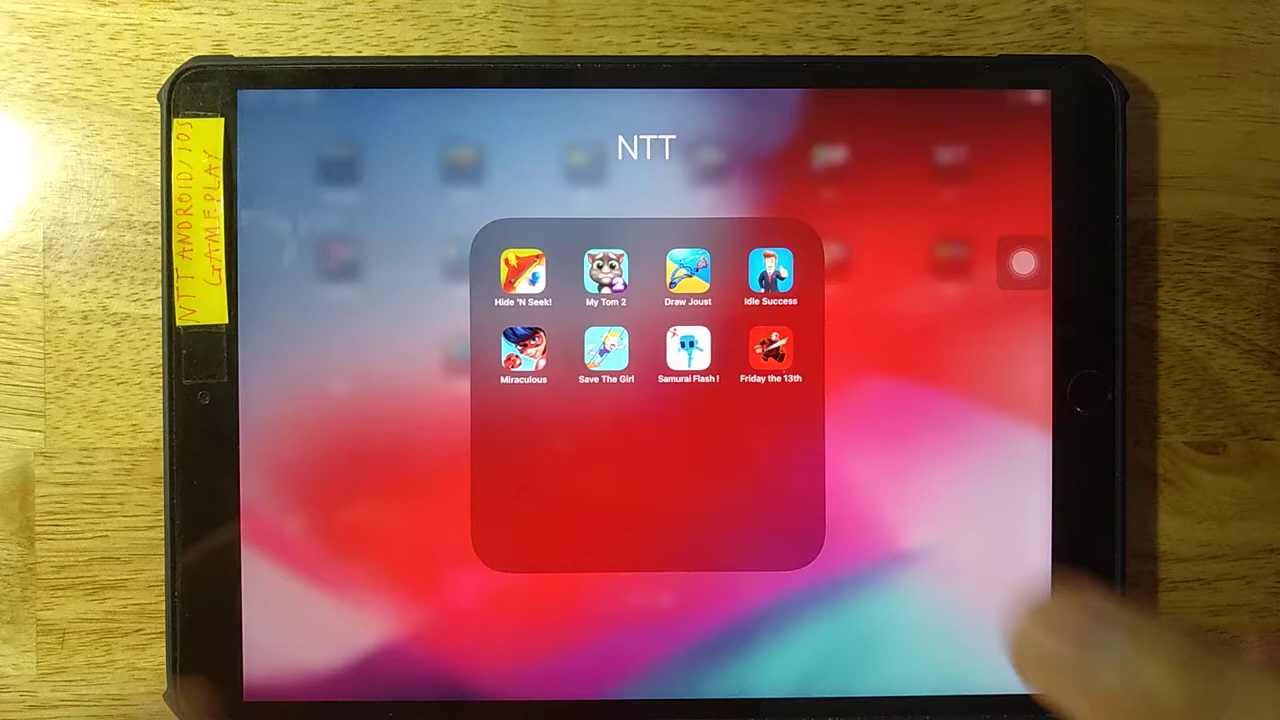 NTT ANDROID/IOS
GAMEPLAY
NTT
Hide 'N Seek!
My Tom 2
Draw Joust
Idle Success
Miraculous
Save The Girl
Samurai Flash !
Friday the 13th